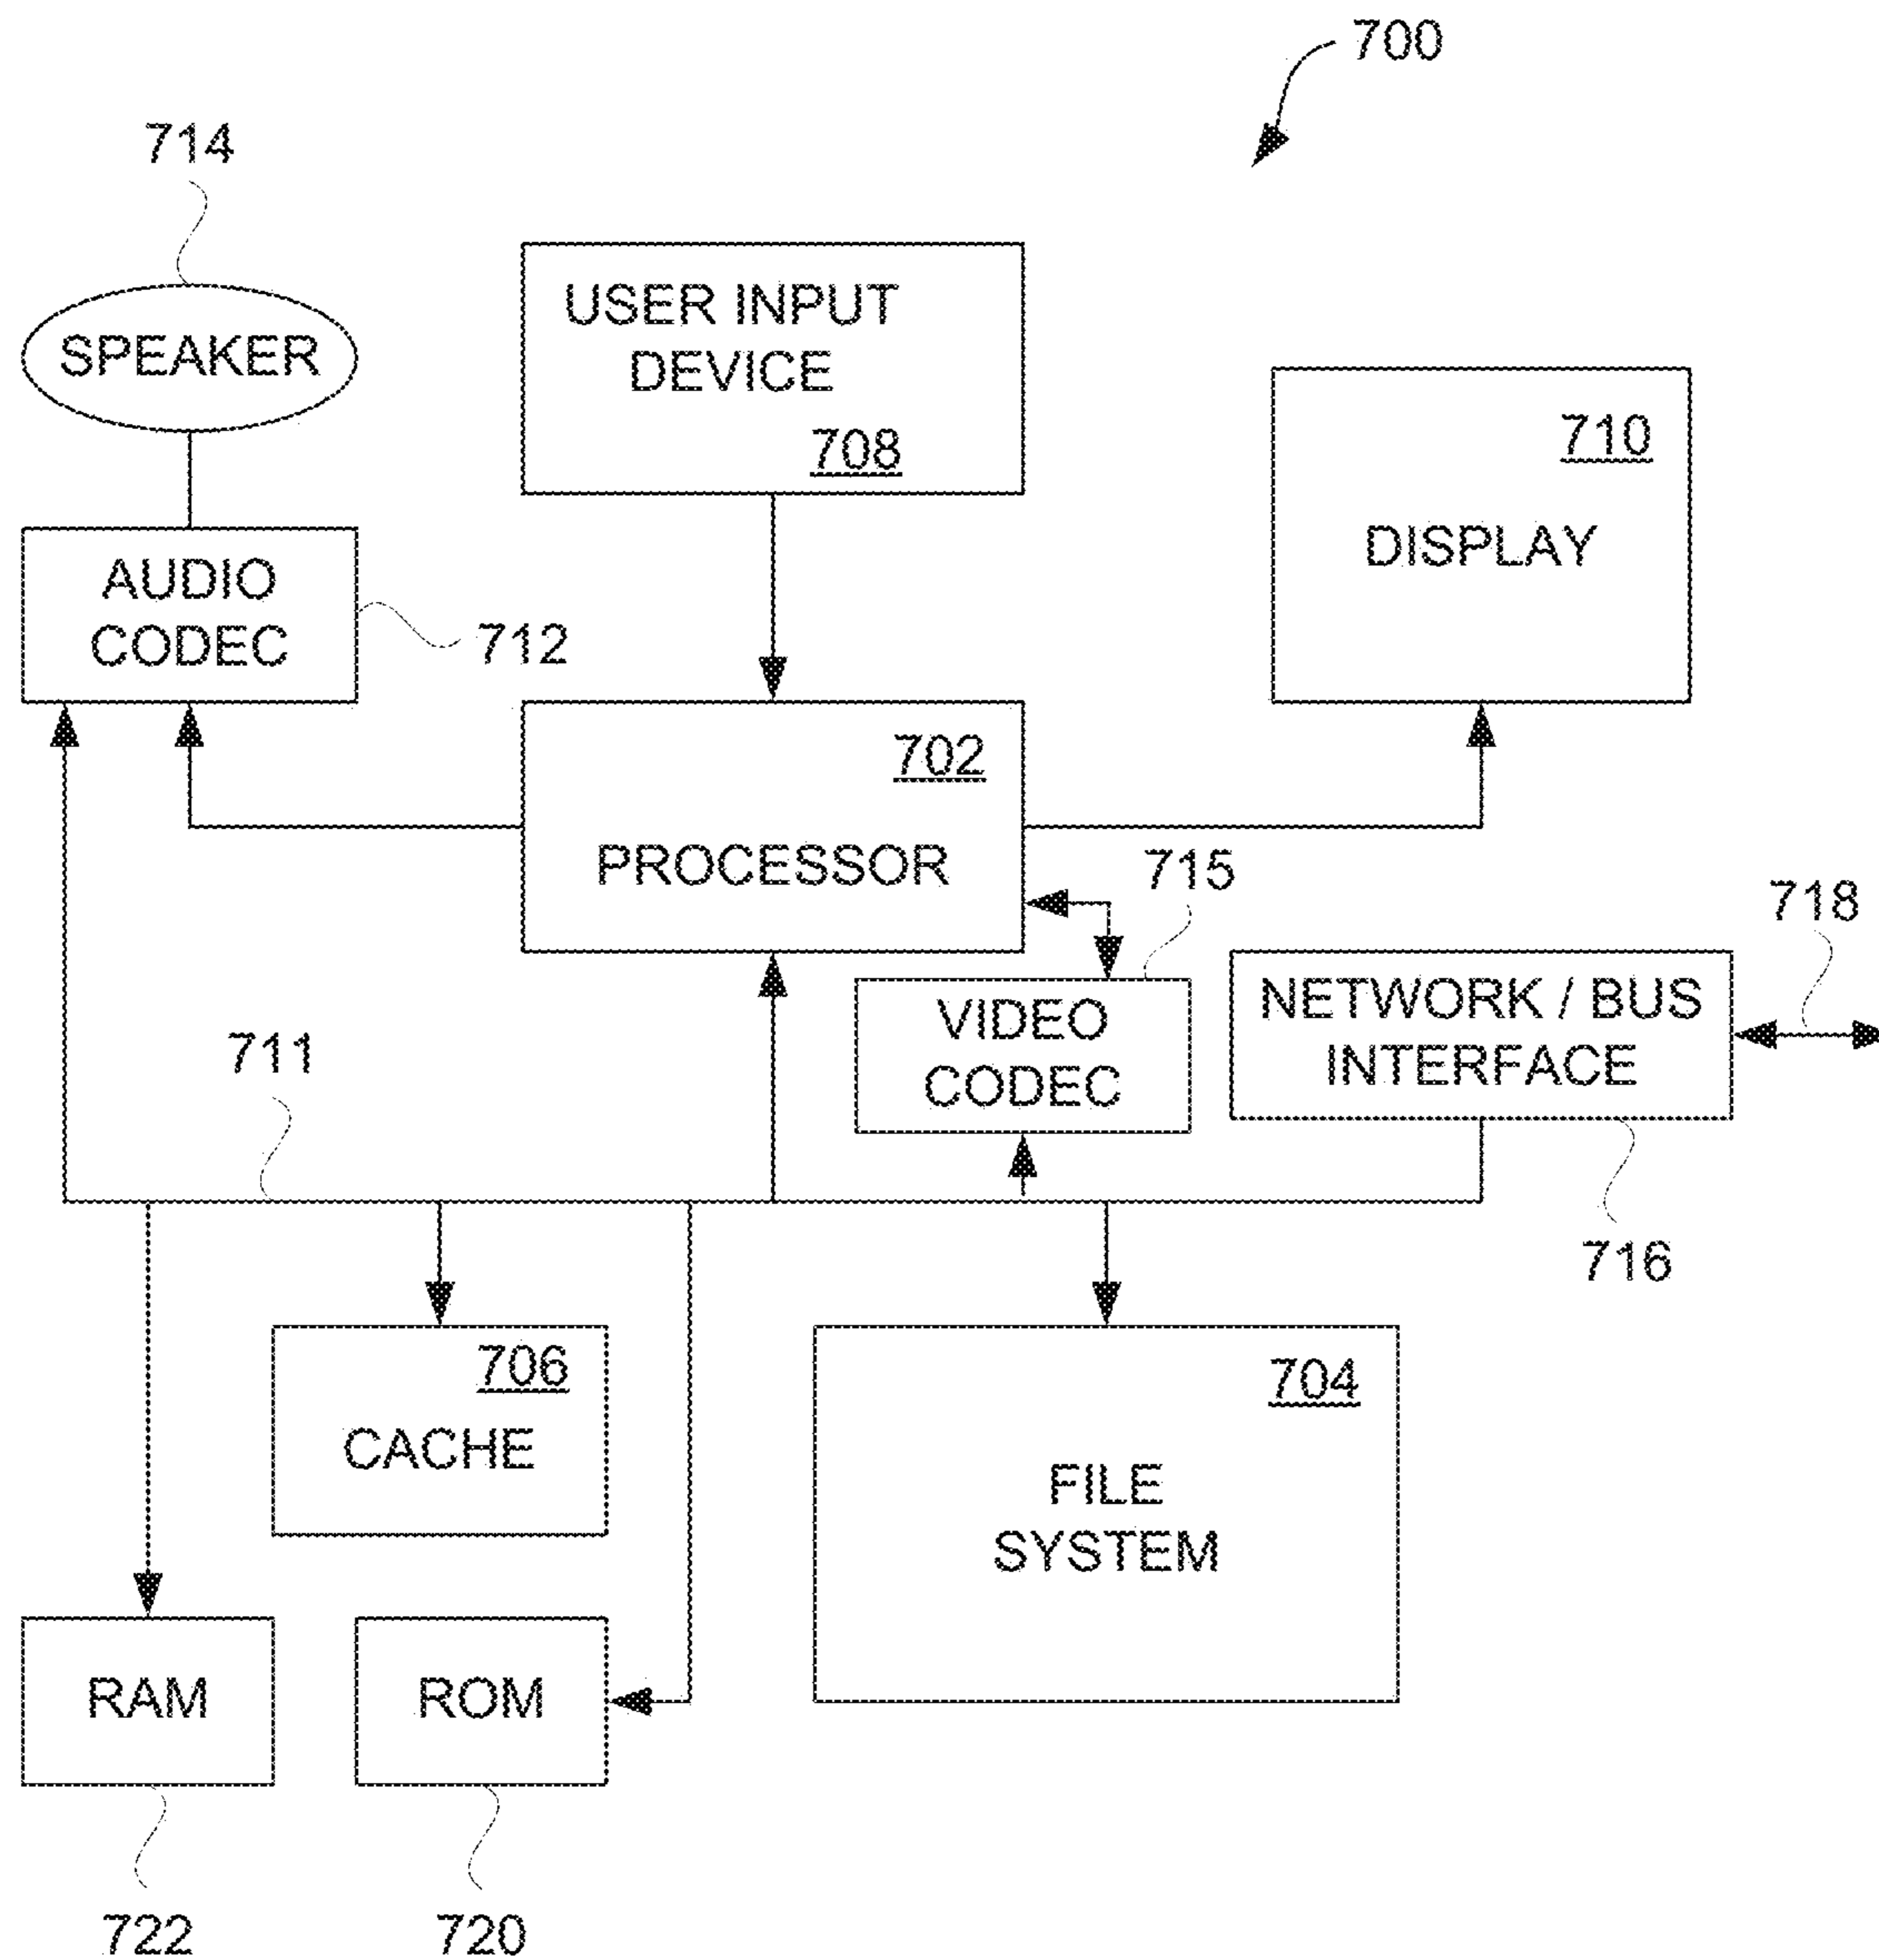 700
714
SPEAKER
USER INPUT
DEVICE
708
710
DISPLAY
AUDIO
CODEC
712
702
PROCESSOR
715
718
VIDEO
CODEC
NETWORK / BUS
INTERFACE
711
716
706
CACHE
704
FILE
SYSTEM
RAM
ROM
722
720